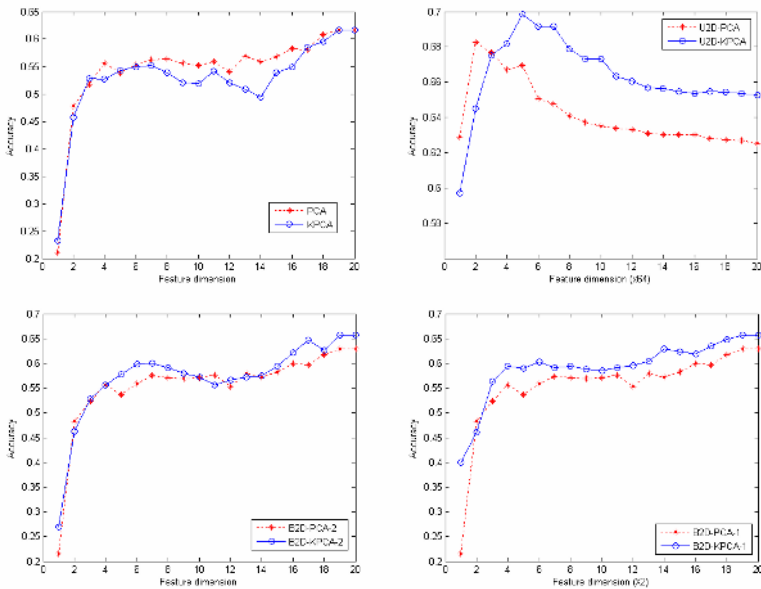 0.65
0.6
0.55
0.5
0.45
0.4
0.35
0.3
0.25
0.2
Accuracy
PCA
KPCA
0 2 4 6 8 10 12 14 16 18 20
Feature dimension
0.7
0.68
0.66
0.64
0.62
0.6
0.58
Accuracy
U2D-PCA
U2D-KPCA
0 2 4 6 8 10 12 14 16 18 20
Feature dimension (x64)
0.7
0.65
0.6
0.55
0.5
0.45
0.4
0.35
0.3
0.25
0.2
Accuracy
B2D-PCA-2
B2D-KPCA-2
0 2 4 6 8 10 12 14 16 18 20
Feature dimension
0.7
0.65
0.6
0.55
0.5
0.45
0.4
0.35
0.3
0.25
0.2
Accuracy
B2D-PCA-1
B2D-KPCA-1
0 2 4 6 8 10 12 14 16 18 20
Feature dimension (X2)